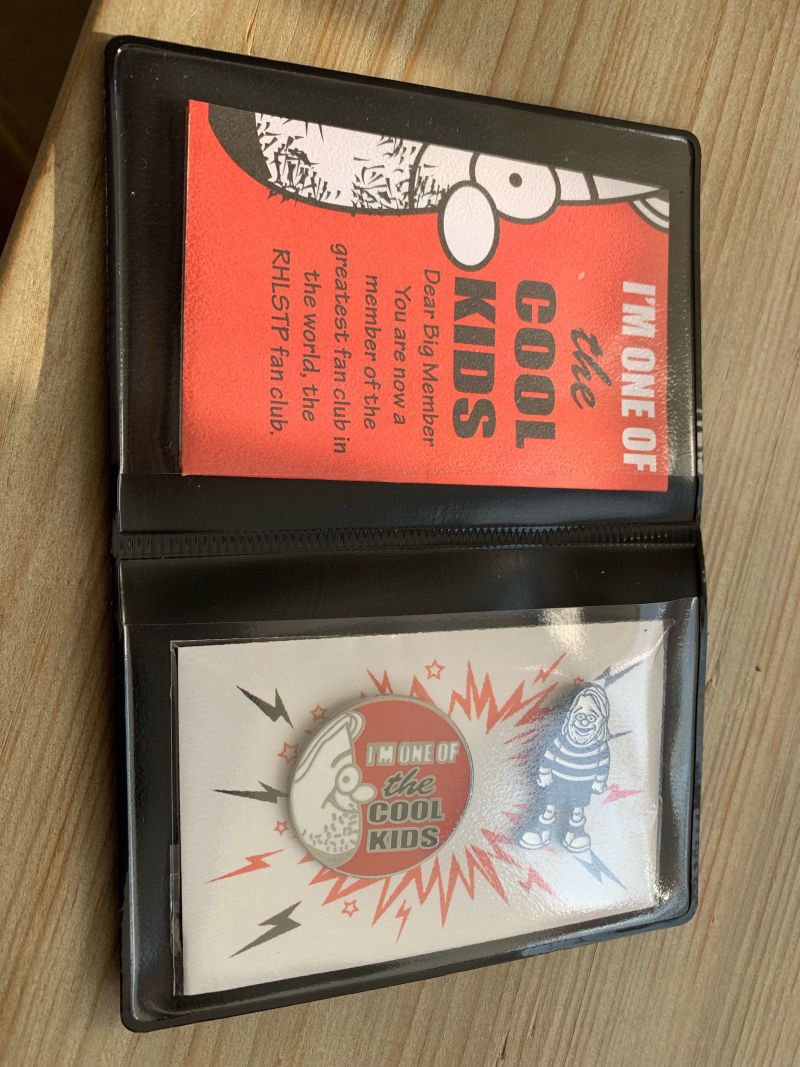 I'M ONE OF
the
COOL
KIDS
Dear Big Member
You are now a
member of the
greatest fan club in
the world, the
RHLSTP fan club.
I'M ONE OF
the
COOL
KIDS